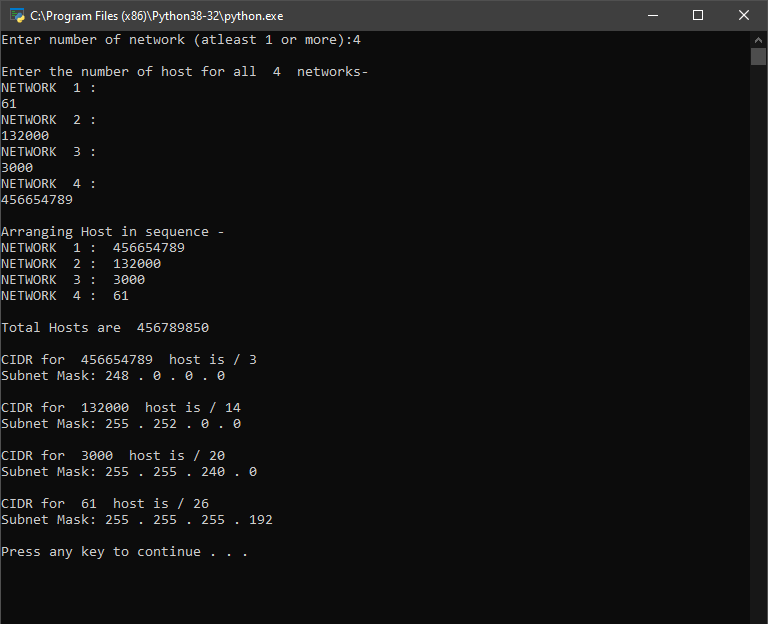 C:\Program Files (x86)\Python38-32\python.exe
Enter number of network (atleast 1 or more):4
Enter the number of host for all  4  networks-
NETWORK  1 :
61
NETWORK  2 :
132000
NETWORK  3 :
3000
NETWORK  4 :
456654789
Arranging Host in sequence -
NETWORK  1 :  456654789
NETWORK  2 :  132000
NETWORK  3 :  3000
NETWORK  4 :  61
Total Hosts are  456789850
CIDR for  456654789  host is / 3
Subnet Mask: 248 . 0 . 0 . 0
CIDR for  132000  host is / 14
Subnet Mask: 255 . 252 . 0 . 0
CIDR for  3000  host is / 20
Subnet Mask: 255 . 255 . 240 . 0
CIDR for  61  host is / 26
Subnet Mask: 255 . 255 . 255 . 192
Press any key to continue . . .